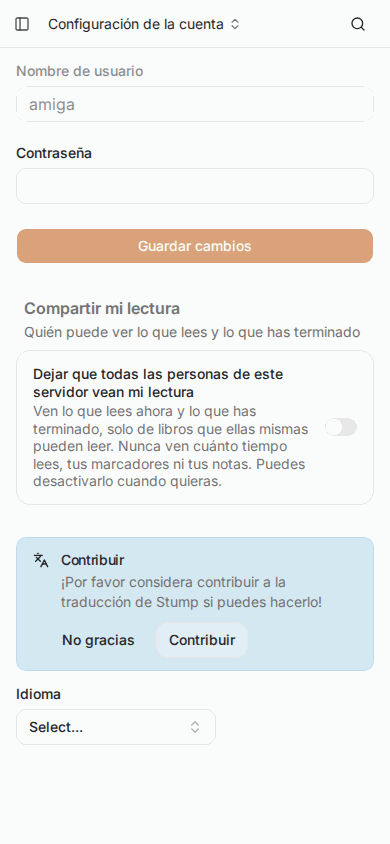 Configuración de la cuenta
Nombre de usuario
amiga
Contraseña
Guardar cambios
Compartir mi lectura
Quién puede ver lo que lees y lo que has terminado
Dejar que todas las personas de este
servidor vean mi lectura
Ven lo que lees ahora y lo que has
terminado, solo de libros que ellas mismas
pueden leer. Nunca ven cuánto tiempo
lees, tus marcadores ni tus notas. Puedes
desactivarlo cuando quieras.
Contribuir
¡Por favor considera contribuir a la
traducción de Stump si puedes hacerlo!
No gracias
Contribuir
Idioma
Select...